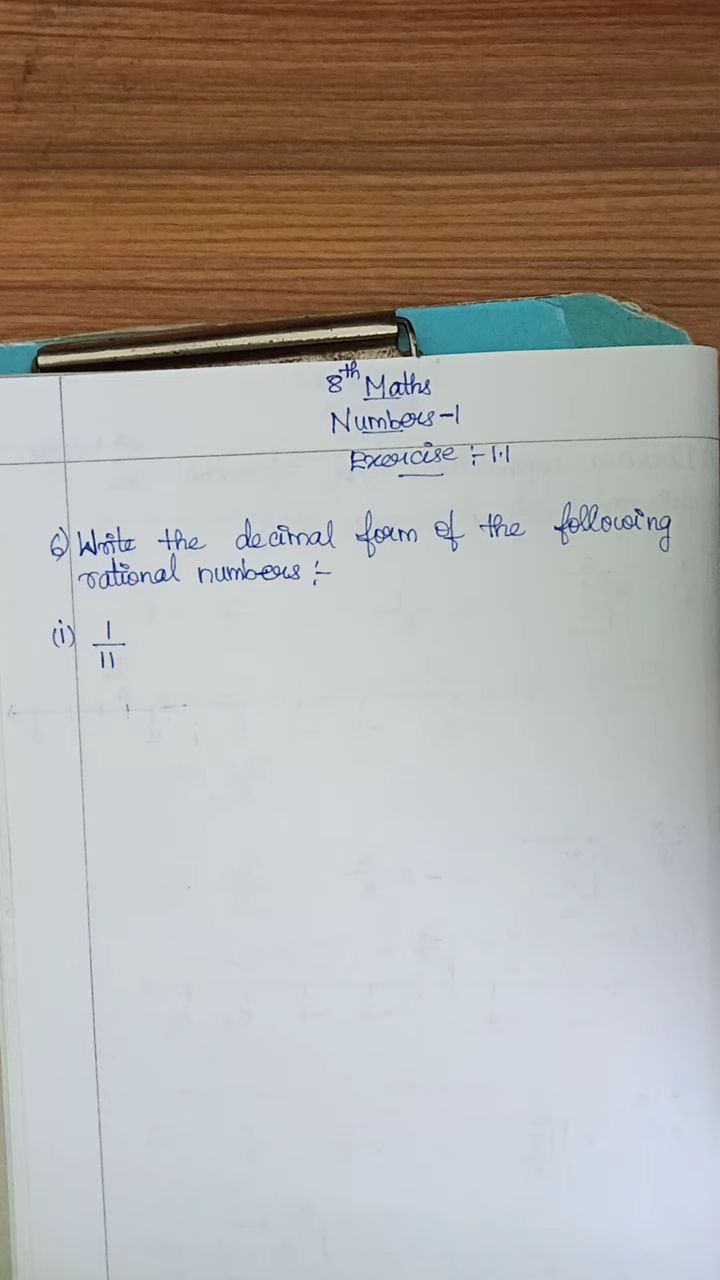 8th Maths
Numbers-1
Exercise :- 1.1
6) Write the decimal form of the following
rational numbers :-
(i) 1/11